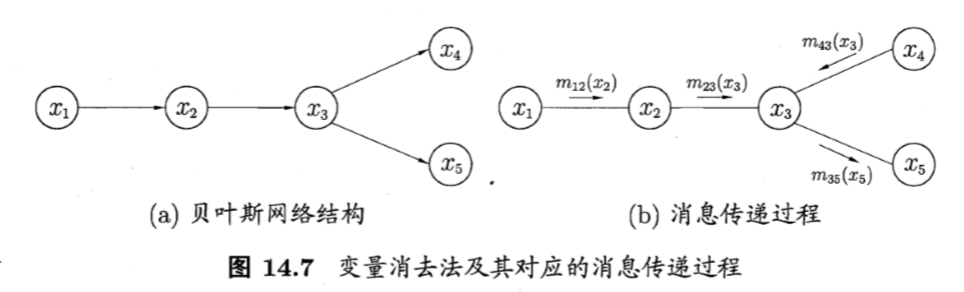 x₁ x₂ x₃ x₄ x₅
(a) 贝叶斯网络结构
x₁ m₁₂(x₂) x₂ m₂₃(x₃) x₃ m₄₃(x₃) x₄ m₃₅(x₅) x₅
(b) 消息传递过程
图 14.7 变量消去法及其对应的消息传递过程